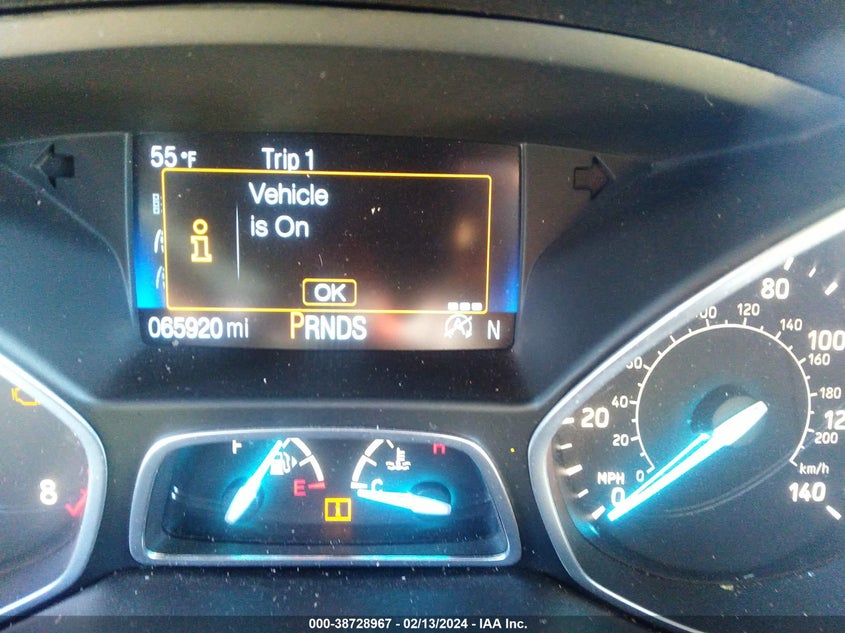 55°F Trip 1
Vehicle
is On
i
OK
065920 mi PRNDS N
8
F E
C H
i
MPH 0 20 80 100 140
0 20 40 100 120 140 160 180 200
km/h
000-38728967 - 02/13/2024 - IAA Inc.